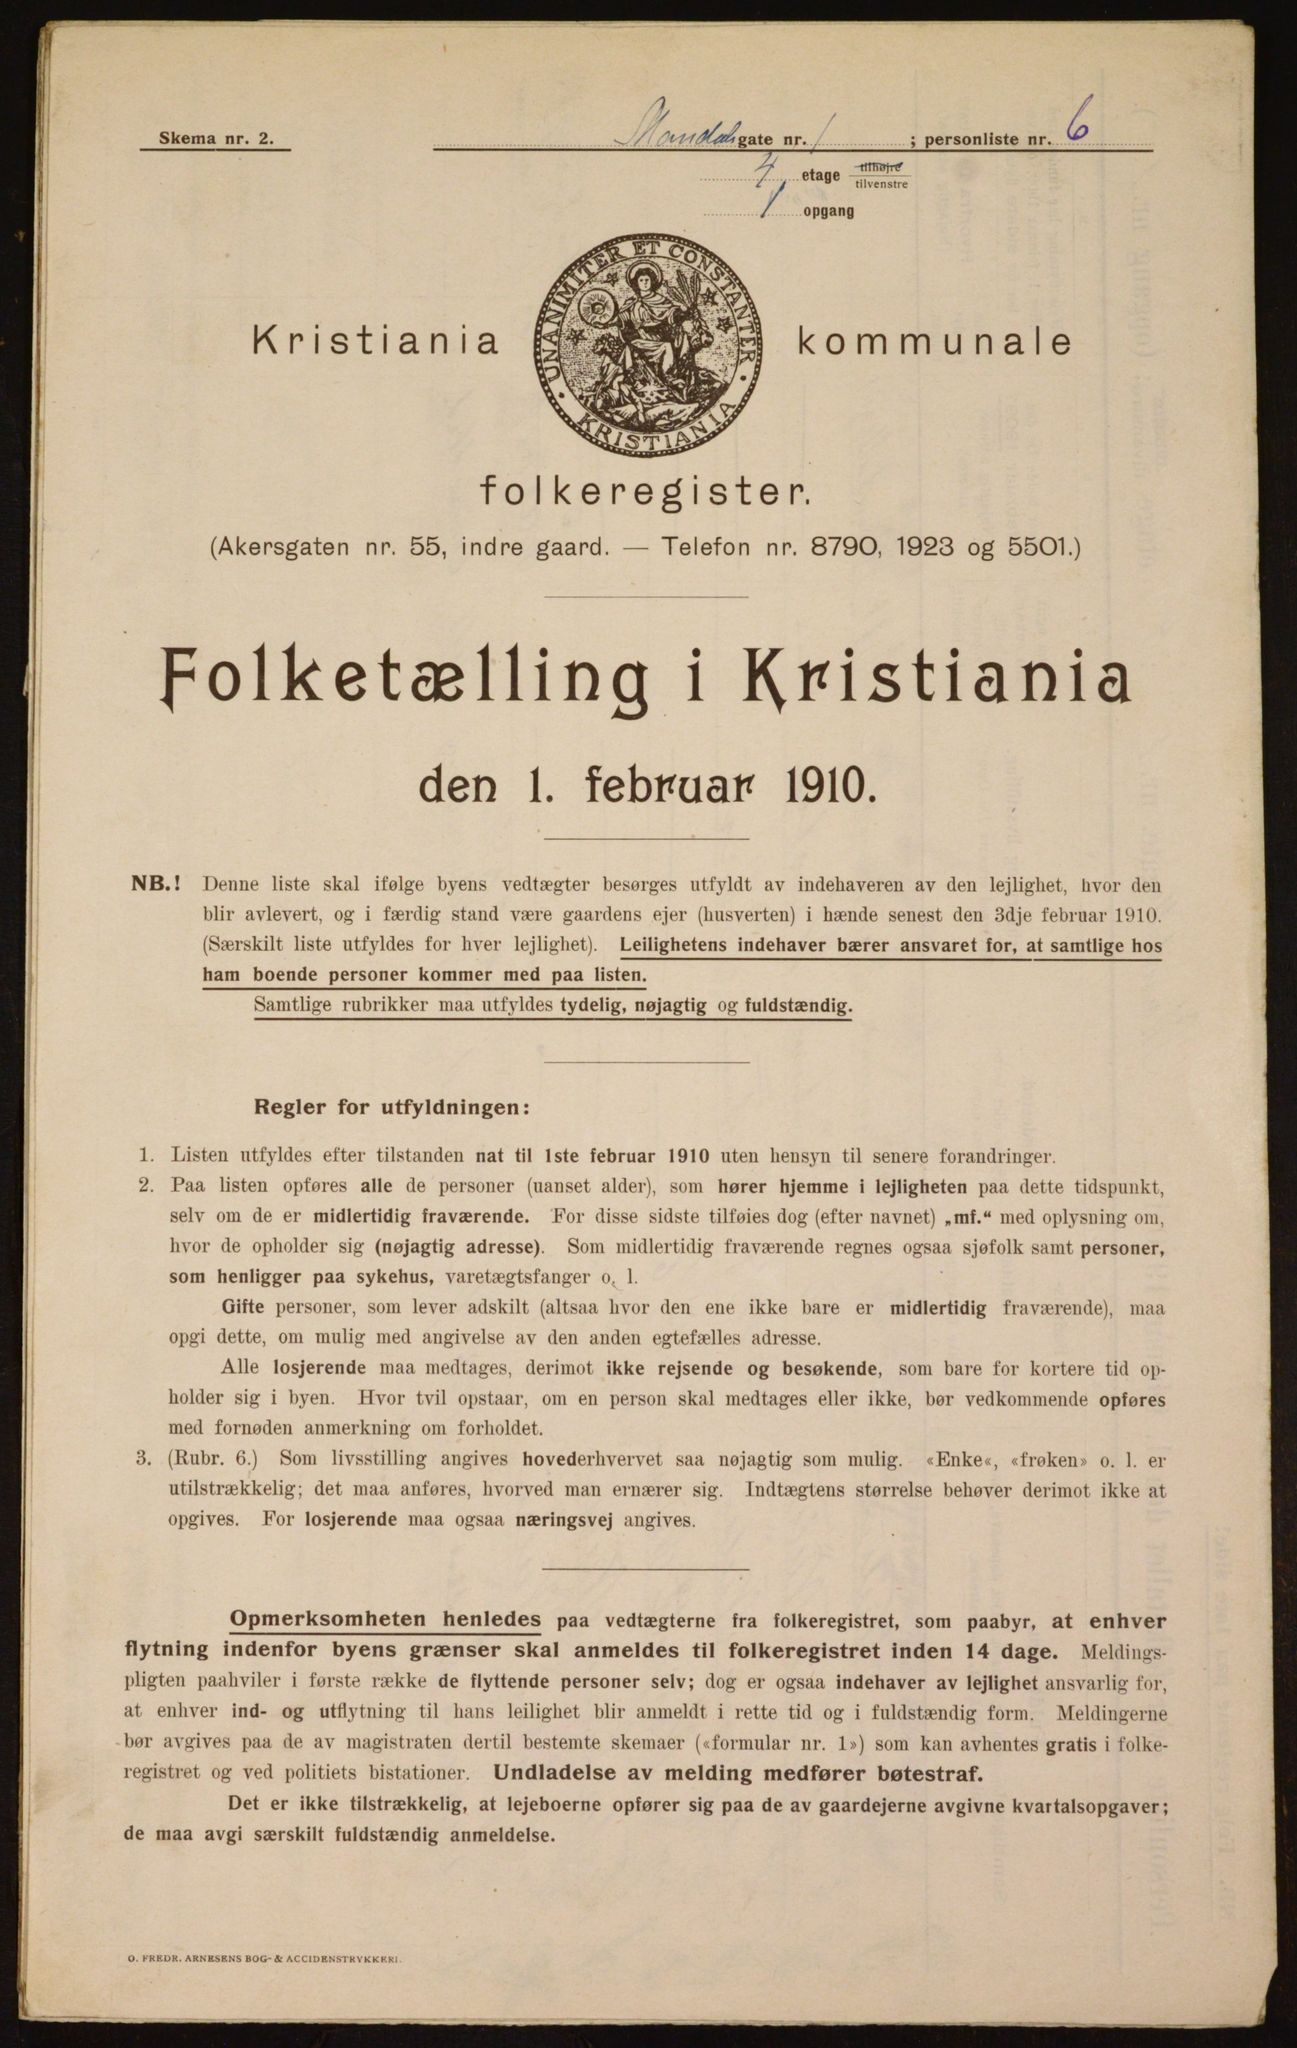 Skema nr. 2.
Mandals gate nr. 1 ; personliste nr. 6
4 etage tilhøjre
tilvenstre
1 opgang
UNANIMITER ET CONSTANTER · KRISTIANIA ·
Kristiania kommunale
folkeregister.
(Akersgaten nr. 55, indre gaard. — Telefon nr. 8790, 1923 og 5501.)
Folketælling i Kristiania
den 1. februar 1910.
NB.! Denne liste skal ifølge byens vedtægter besørges utfyldt av indehaveren av den lejlighet, hvor den
blir avlevert, og i færdig stand være gaardens ejer (husverten) i hænde senest den 3dje februar 1910.
(Særskilt liste utfyldes for hver lejlighet). Leilighetens indehaver bærer ansvaret for, at samtlige hos
ham boende personer kommer med paa listen.
Samtlige rubrikker maa utfyldes tydelig, nøjagtig og fuldstændig.
Regler for utfyldningen:
1. Listen utfyldes efter tilstanden nat til 1ste februar 1910 uten hensyn til senere forandringer.
2. Paa listen opføres alle de personer (uanset alder), som hører hjemme i lejligheten paa dette tidspunkt,
selv om de er midlertidig fraværende. For disse sidste tilføies dog (efter navnet) „mf.“ med oplysning om,
hvor de opholder sig (nøjagtig adresse). Som midlertidig fraværende regnes ogsaa sjøfolk samt personer,
som henligger paa sykehus, varetægtsfanger o. l.
Gifte personer, som lever adskilt (altsaa hvor den ene ikke bare er midlertidig fraværende), maa
opgi dette, om mulig med angivelse av den anden egtefælles adresse.
Alle losjerende maa medtages, derimot ikke rejsende og besøkende, som bare for kortere tid op-
holder sig i byen. Hvor tvil opstaar, om en person skal medtages eller ikke, bør vedkommende opføres
med fornøden anmerkning om forholdet.
3. (Rubr. 6.) Som livsstilling angives hovederhvervet saa nøjagtig som mulig. «Enke«, «frøken» o. l. er
utilstrækkelig; det maa anføres, hvorved man ernærer sig. Indtægtens størrelse behøver derimot ikke at
opgives. For losjerende maa ogsaa næringsvej angives.
Opmerksomheten henledes paa vedtægterne fra folkeregistret, som paabyr, at enhver
flytning indenfor byens grænser skal anmeldes til folkeregistret inden 14 dage. Meldings-
pligten paahviler i første række de flyttende personer selv; dog er ogsaa indehaver av lejlighet ansvarlig for,
at enhver ind- og utflytning til hans leilighet blir anmeldt i rette tid og i fuldstændig form. Meldingerne
bør avgives paa de av magistraten dertil bestemte skemaer («formular nr. 1») som kan avhentes gratis i folke-
registret og ved politiets bistationer. Undladelse av melding medfører bøtestraf.
Det er ikke tilstrækkelig, at lejeboerne opfører sig paa de av gaardejerne avgivne kvartalsopgaver;
de maa avgi særskilt fuldstændig anmeldelse.
O. FREDR. ARNESENS BOG- & ACCIDENSTRYKKERI.